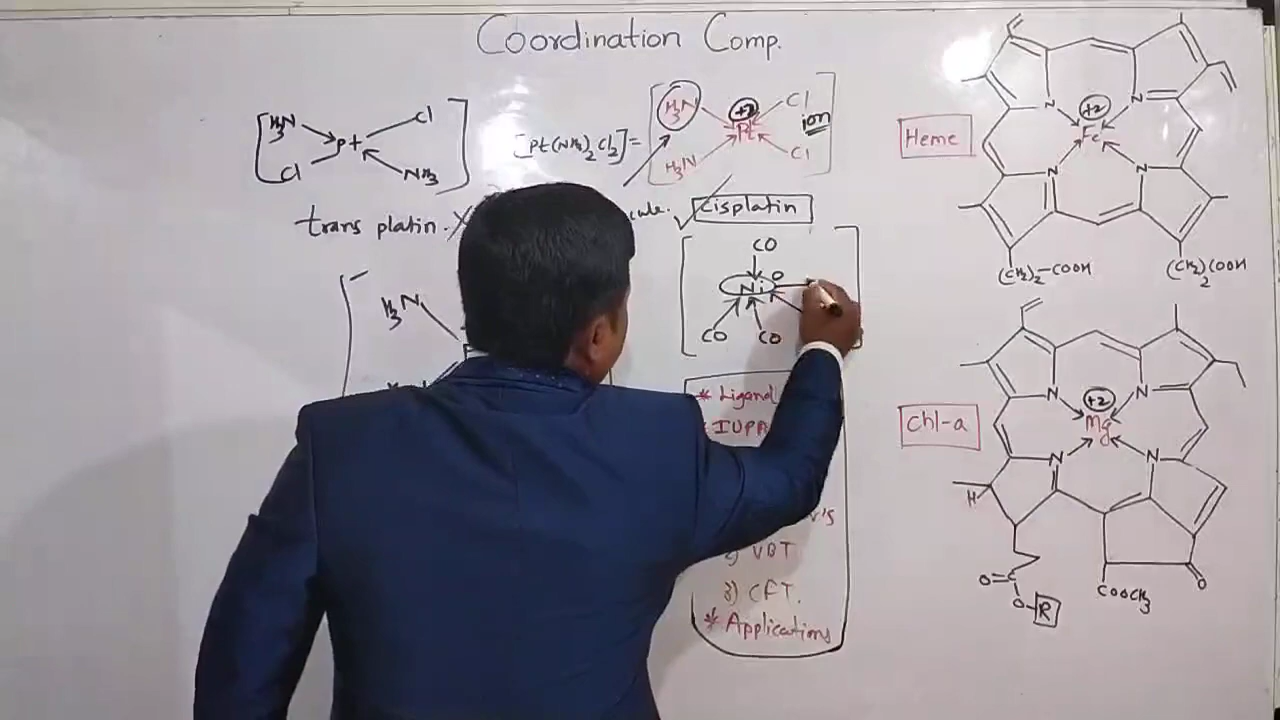 Coordination Comp.
[H3N Pt Cl
Cl NH3]
trans platin.
[Pt(NH3)2Cl2] =
[H3N +2 Cl
Pt ion
H3N Cl]
cule. ✓ Cisplatin
H3N
[CO
Ni O
CO CO]
* Ligand
* IUPA
's
2) VBT
3) CFT.
* Applications
Heme
N +2 N
Fe
N N
(CH2)2-COOH (CH2)2COOH
Chl-a
N +2 N
Mg
N N
H
O=C
O-R
COOCH3
O